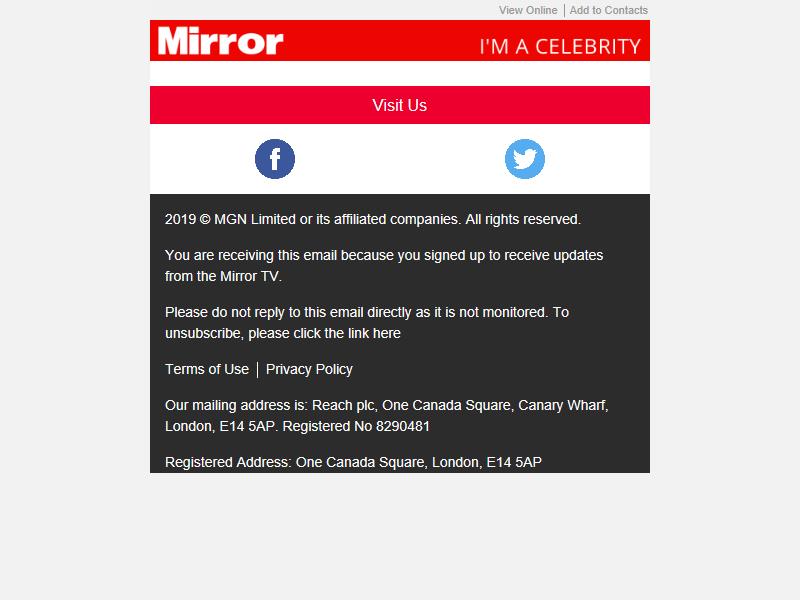 View Online | Add to Contacts
Mirror I'M A CELEBRITY
Visit Us
2019 © MGN Limited or its affiliated companies. All rights reserved.
You are receiving this email because you signed up to receive updates
from the Mirror TV.
Please do not reply to this email directly as it is not monitored. To
unsubscribe, please click the link here
Terms of Use | Privacy Policy
Our mailing address is: Reach plc, One Canada Square, Canary Wharf,
London, E14 5AP. Registered No 8290481
Registered Address: One Canada Square, London, E14 5AP